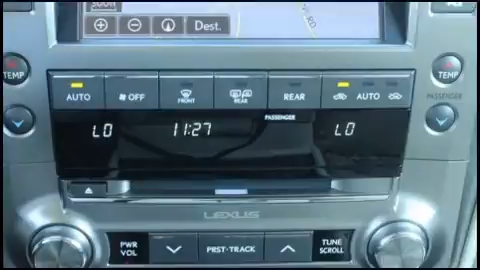 Dest.
RD
TEMP
TEMP
AUTO
OFF
FRONT
REAR
REAR
AUTO
PASSENGER
PASSENGER
LO
11:27
LO
LEXUS
PWR
VOL
PRST·TRACK
TUNE
SCROLL